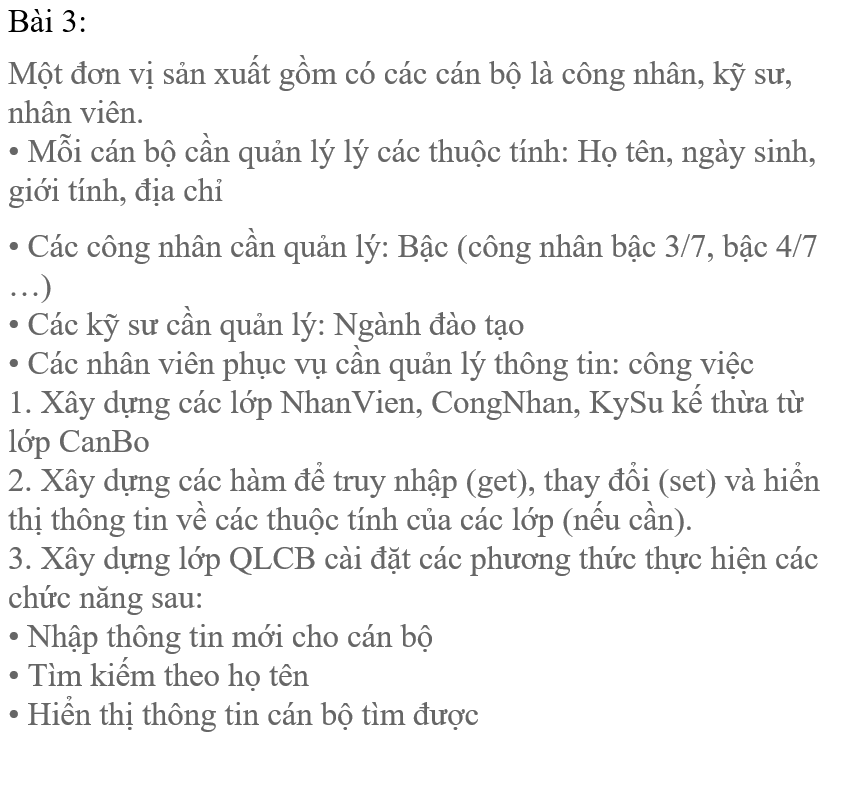 Bài 3:
Một đơn vị sản xuất gồm có các cán bộ là công nhân, kỹ sư,
nhân viên.
• Mỗi cán bộ cần quản lý lý các thuộc tính: Họ tên, ngày sinh,
giới tính, địa chỉ
• Các công nhân cần quản lý: Bậc (công nhân bậc 3/7, bậc 4/7
…)
• Các kỹ sư cần quản lý: Ngành đào tạo
• Các nhân viên phục vụ cần quản lý thông tin: công việc
1. Xây dựng các lớp NhanVien, CongNhan, KySu kế thừa từ
lớp CanBo
2. Xây dựng các hàm để truy nhập (get), thay đổi (set) và hiển
thị thông tin về các thuộc tính của các lớp (nếu cần).
3. Xây dựng lớp QLCB cài đặt các phương thức thực hiện các
chức năng sau:
• Nhập thông tin mới cho cán bộ
• Tìm kiếm theo họ tên
• Hiển thị thông tin cán bộ tìm được